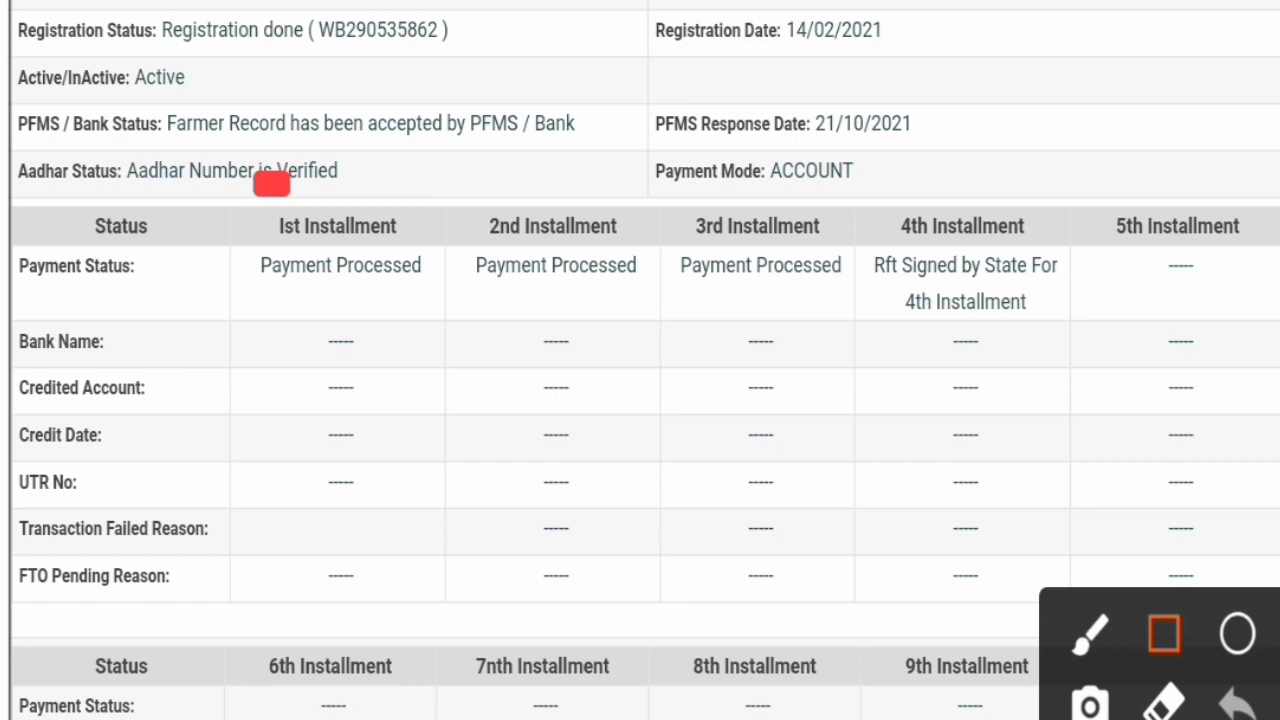 Registration Status: Registration done ( WB290535862 ) Registration Date: 14/02/2021
Active/InActive: Active
PFMS / Bank Status: Farmer Record has been accepted by PFMS / Bank PFMS Response Date: 21/10/2021
Aadhar Status: Aadhar Number is Verified Payment Mode: ACCOUNT
Status Ist Installment 2nd Installment 3rd Installment 4th Installment 5th Installment
Payment Status: Payment Processed Payment Processed Payment Processed Rft Signed by State For -----
4th Installment
Bank Name: ----- ----- ----- ----- -----
Credited Account: ----- ----- ----- ----- -----
Credit Date: ----- ----- ----- ----- -----
UTR No: ----- ----- ----- ----- -----
Transaction Failed Reason: ----- ----- ----- -----
FTO Pending Reason: ----- ----- ----- ----- -----
Status 6th Installment 7nth Installment 8th Installment 9th Installment
Payment Status: ----- ----- ----- -----